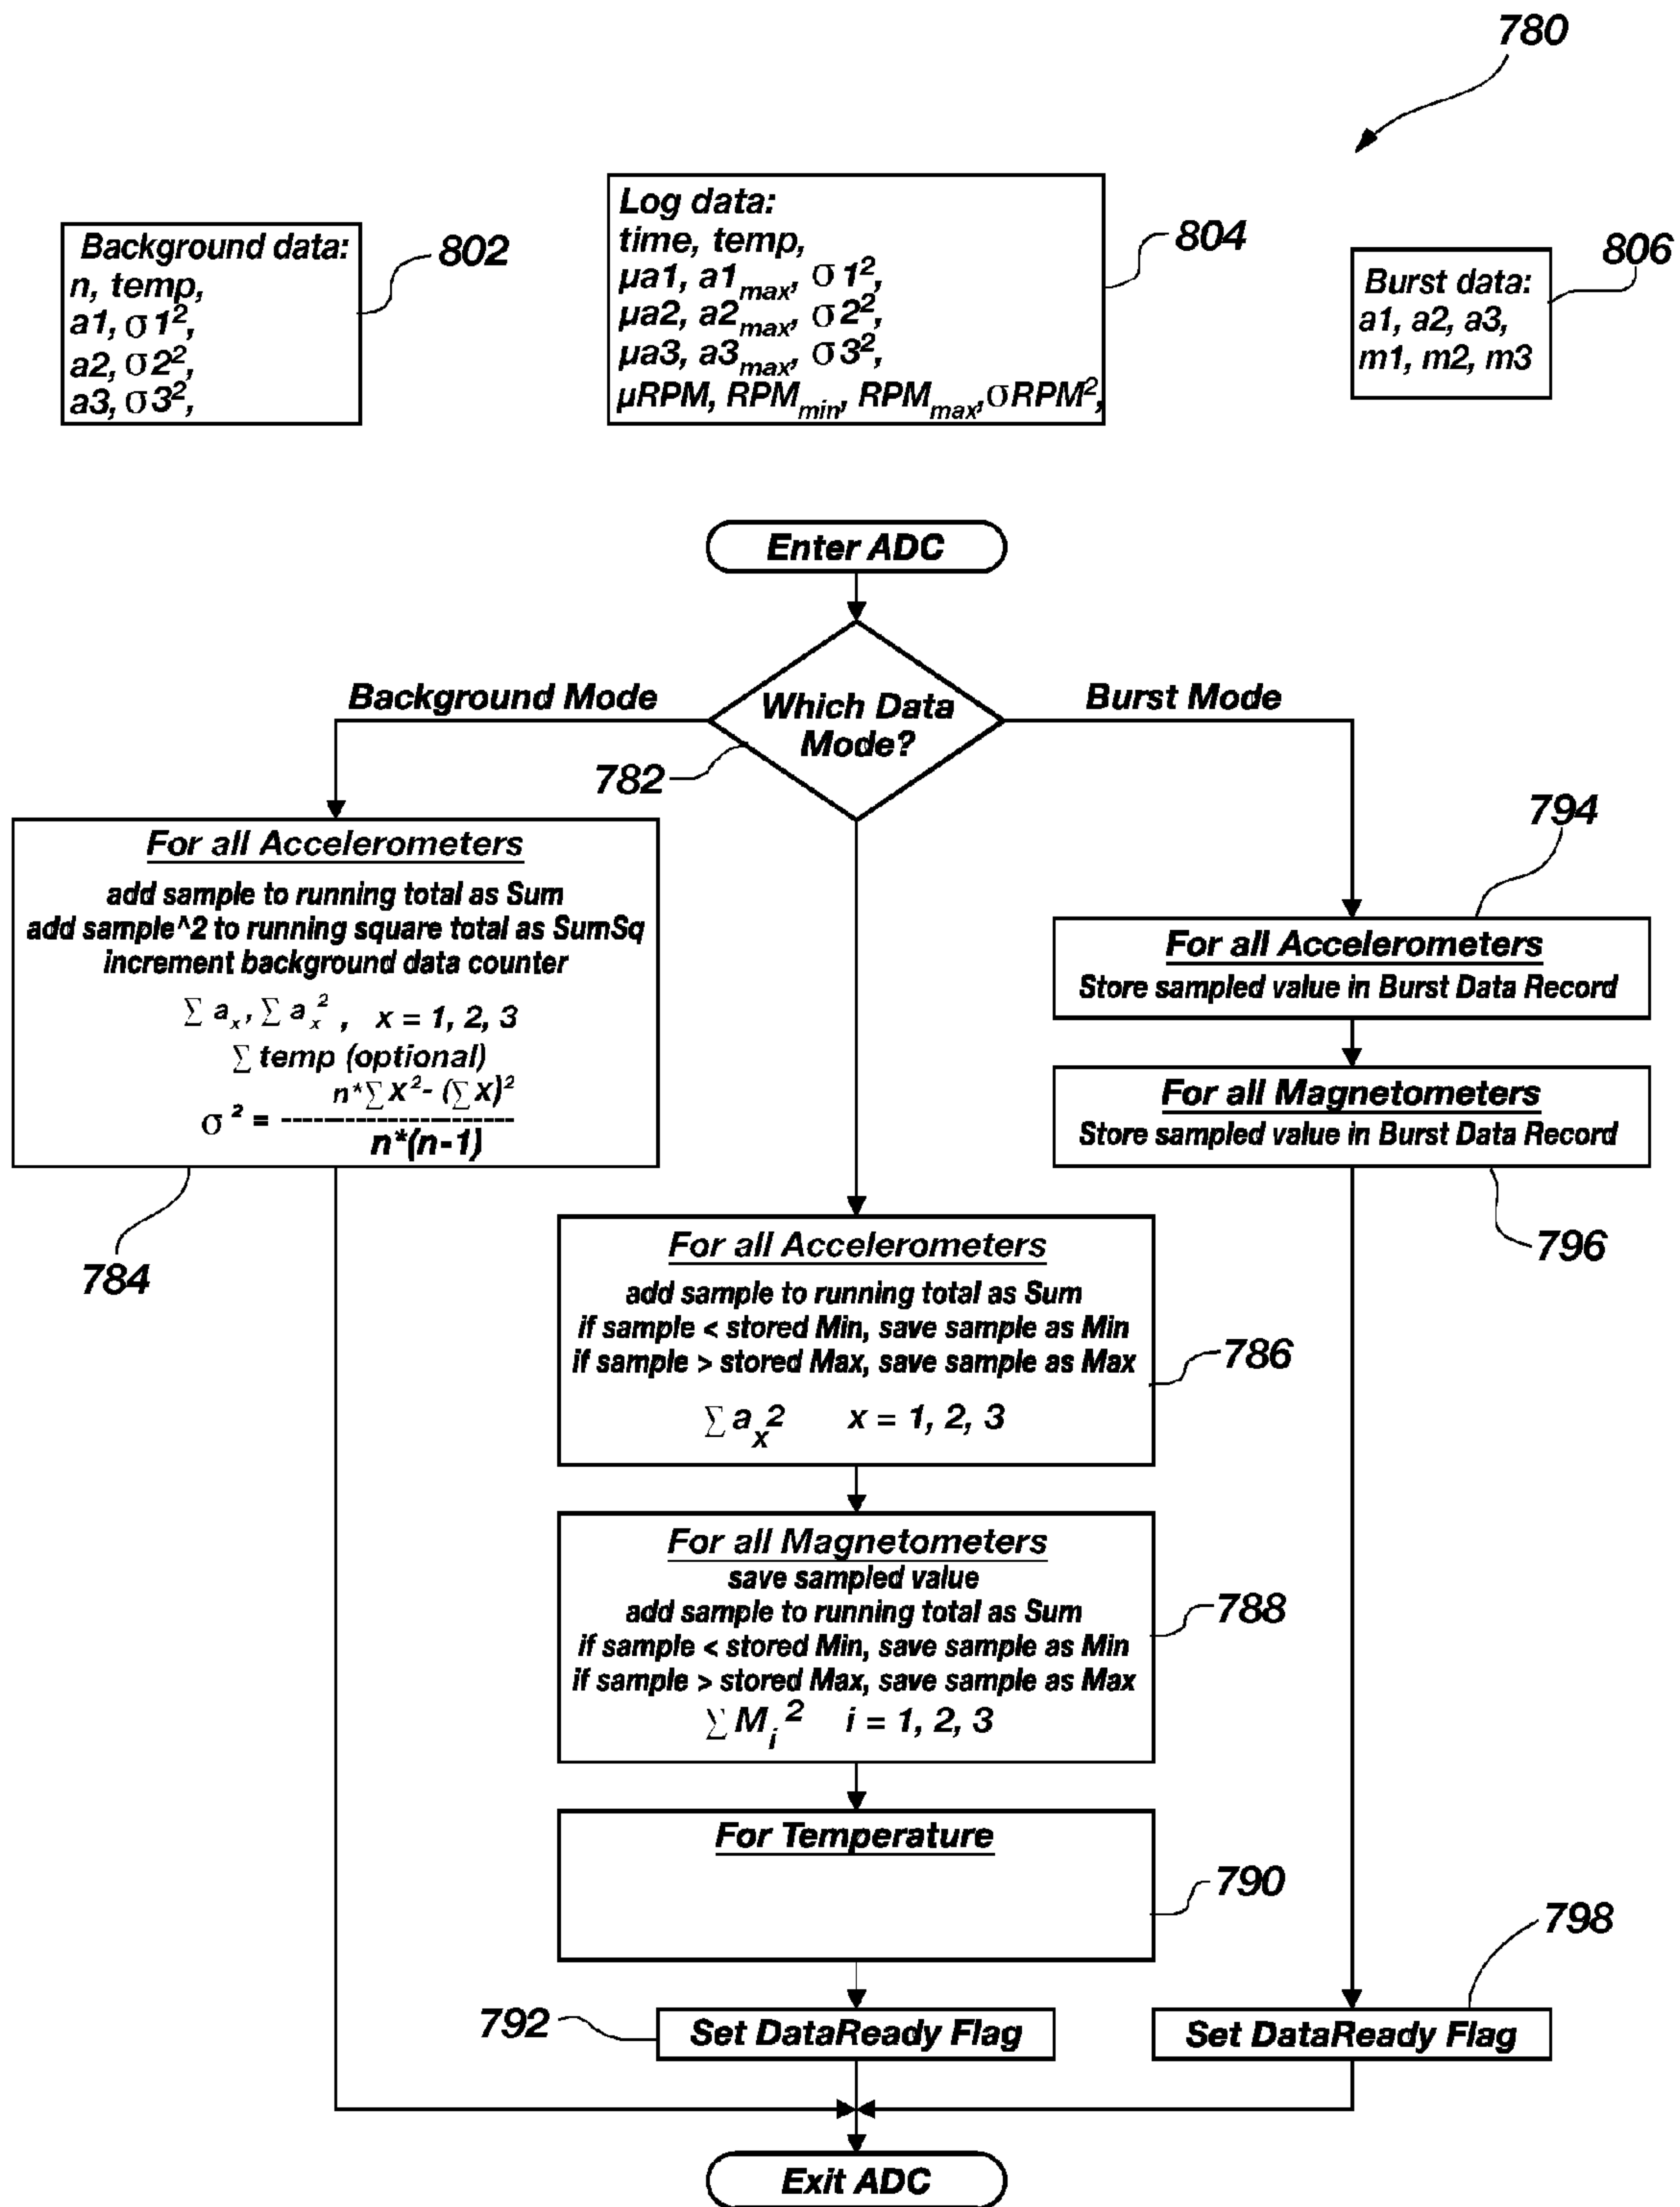 780
Background data:
n, temp,
a1, σ1²,
a2, σ2²,
a3, σ3²,
802
Log data:
time, temp,
µa1, a1max, σ1²,
µa2, a2max, σ2²,
µa3, a3max, σ3²,
µRPM, RPMmin, RPMmax, σRPM²,
804
Burst data:
a1, a2, a3,
m1, m2, m3
806
Enter ADC
Which Data
Mode?
782
Background Mode
Burst Mode
For all Accelerometers
add sample to running total as Sum
add sample^2 to running square total as SumSq
increment background data counter
∑ aₓ, ∑ aₓ², x = 1, 2, 3
∑ temp (optional)
n*∑X² - (∑X)²
σ² = -----------------------
n*(n-1)
784
794
For all Accelerometers
Store sampled value in Burst Data Record
For all Magnetometers
Store sampled value in Burst Data Record
796
For all Accelerometers
add sample to running total as Sum
if sample < stored Min, save sample as Min
if sample > stored Max, save sample as Max
∑ aₓ² x = 1, 2, 3
786
For all Magnetometers
save sampled value
add sample to running total as Sum
if sample < stored Min, save sample as Min
if sample > stored Max, save sample as Max
∑ Mᵢ² i = 1, 2, 3
788
For Temperature
790
792
Set DataReady Flag
798
Set DataReady Flag
Exit ADC